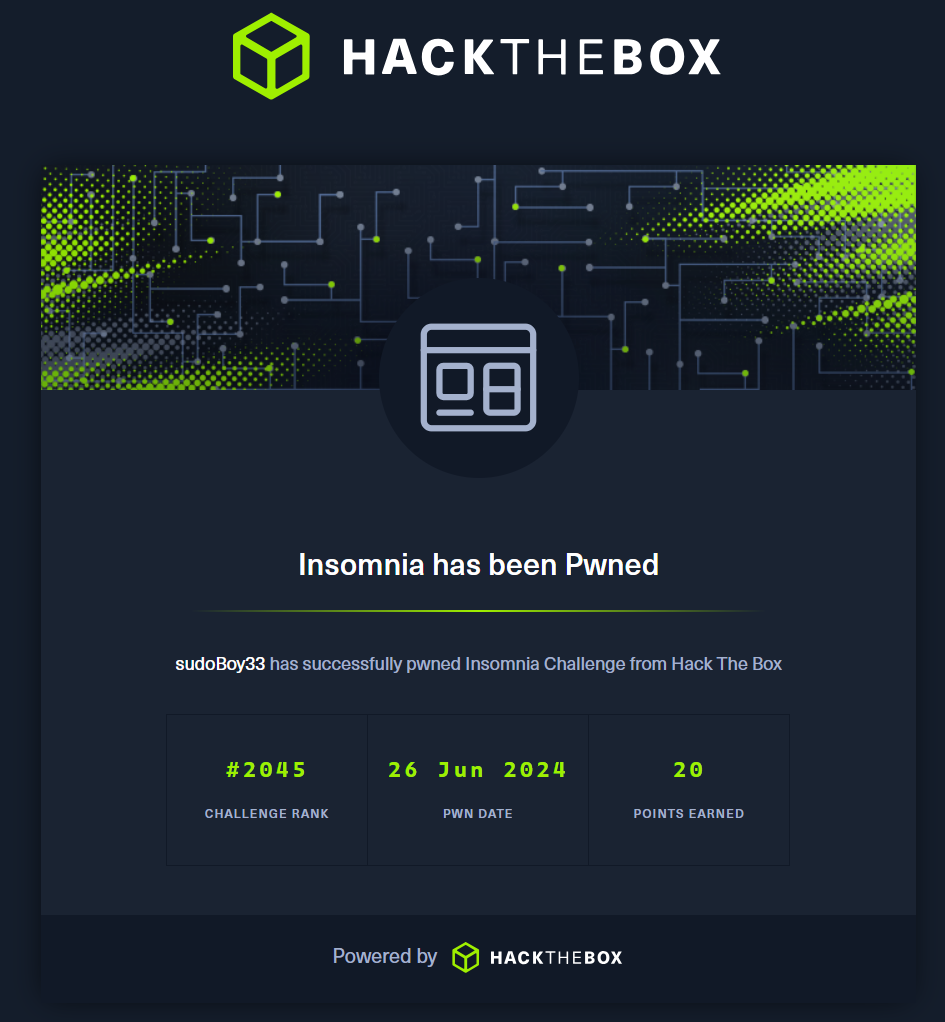 HACKTHEBOX
Insomnia has been Pwned
sudoBoy33 has successfully pwned Insomnia Challenge from Hack The Box
#2045 26 Jun 2024 20
CHALLENGE RANK PWN DATE POINTS EARNED
Powered by HACKTHEBOX